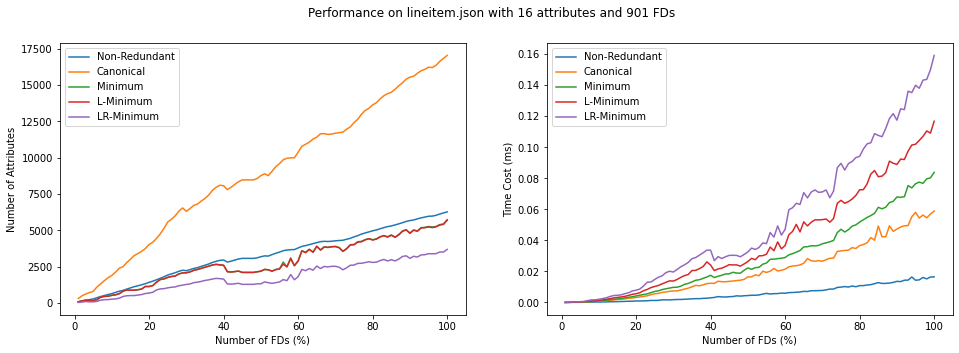 Performance on lineitem.json with 16 attributes and 901 FDs
Number of Attributes
17500
15000
12500
10000
7500
5000
2500
0
Non-Redundant
Canonical
Minimum
L-Minimum
LR-Minimum
0
20
40
60
80
100
Number of FDs (%)
Time Cost (ms)
0.16
0.14
0.12
0.10
0.08
0.06
0.04
0.02
0.00
Non-Redundant
Canonical
Minimum
L-Minimum
LR-Minimum
0
20
40
60
80
100
Number of FDs (%)